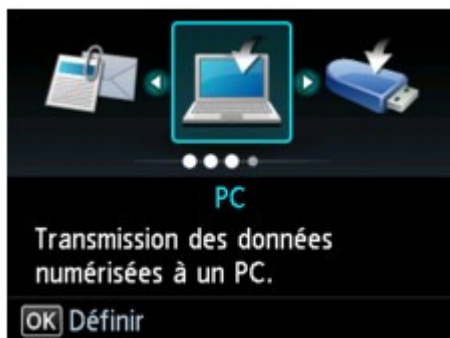 PC
Transmission des données
numérisées à un PC.
OK Définir